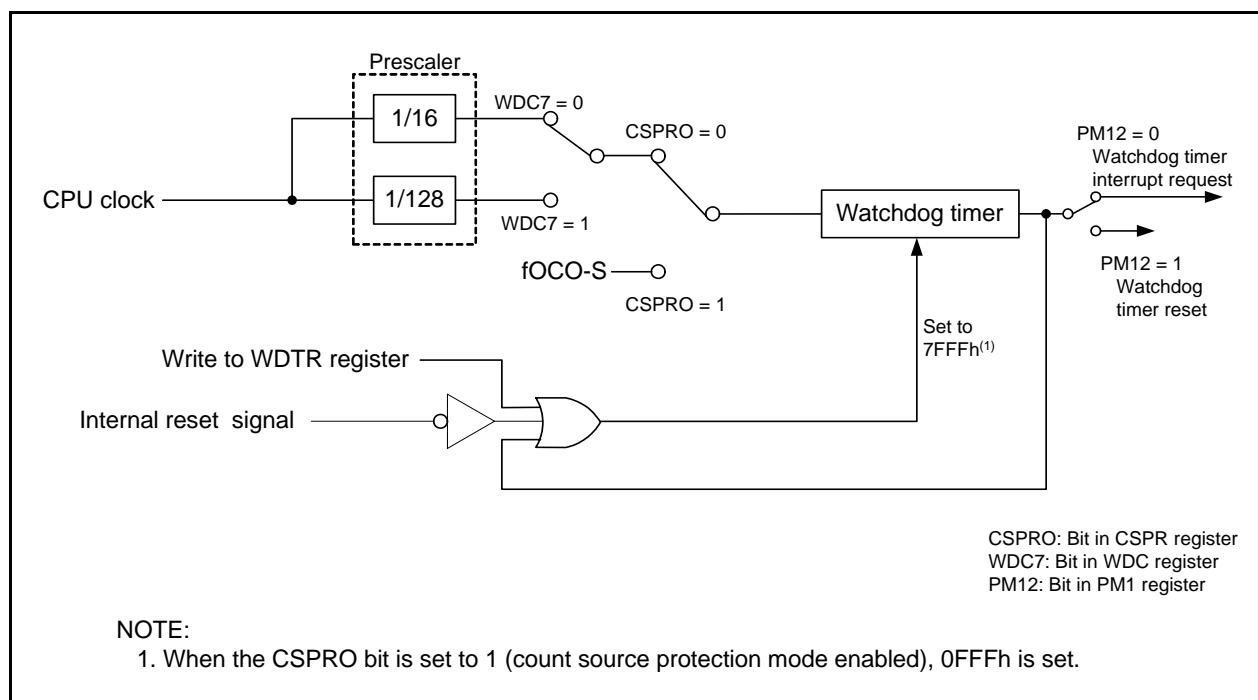 Prescaler
1/16
WDC7 = 0
CSPRO = 0
PM12 = 0
Watchdog timer
interrupt request
CPU clock
1/128
WDC7 = 1
Watchdog timer
fOCO-S
CSPRO = 1
PM12 = 1
Watchdog
timer reset
Set to
7FFFh(1)
Write to WDTR register
Internal reset signal
CSPRO: Bit in CSPR register
WDC7: Bit in WDC register
PM12: Bit in PM1 register
NOTE:
1. When the CSPRO bit is set to 1 (count source protection mode enabled), 0FFFh is set.